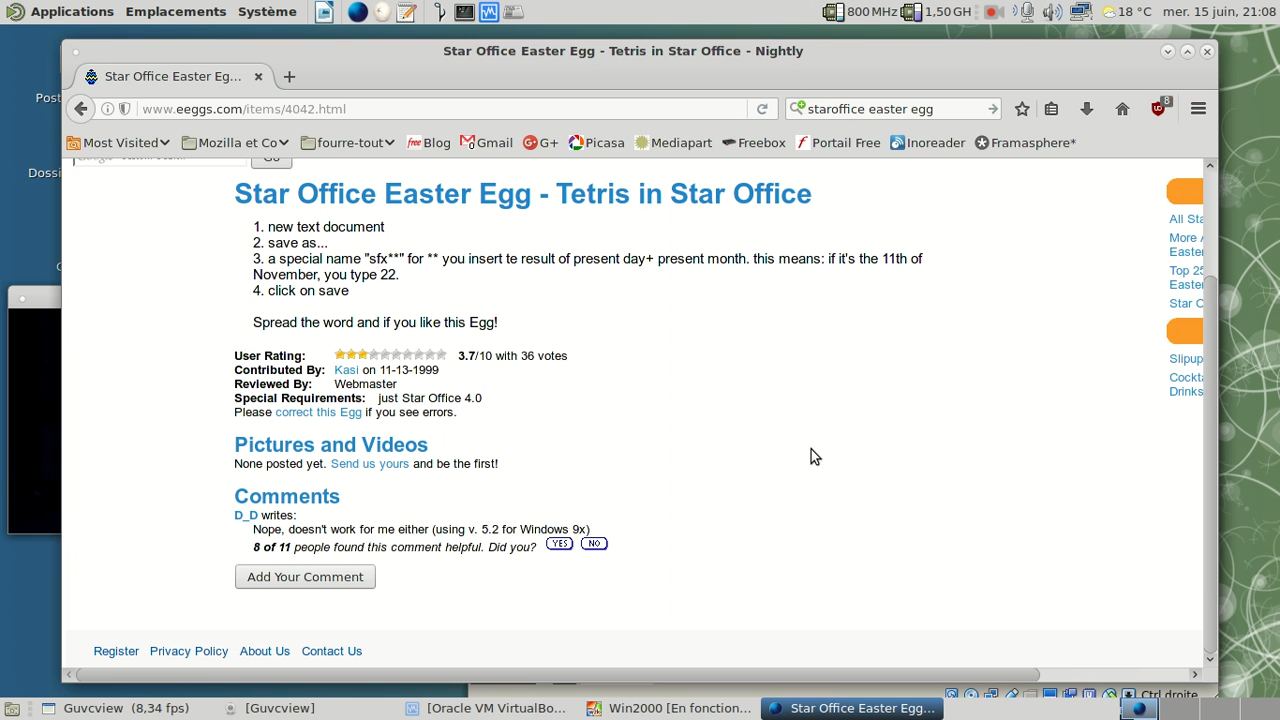 Applications Emplacements Système 800 MHz 1,50 GH 18 °C mer. 15 juin, 21:08
Star Office Easter Egg - Tetris in Star Office - Nightly
Star Office Easter Eg...
www.eeggs.com/items/4042.html staroffice easter egg 8
Most Visited Mozilla et Co fourre-tout Blog Gmail G+ Picasa Mediapart Freebox Portail Free Inoreader Framasphere*
Star Office Easter Egg - Tetris in Star Office
1. new text document
2. save as...
3. a special name "sfx**" for ** you insert te result of present day+ present month. this means: if it's the 11th of
November, you type 22.
4. click on save
Spread the word and if you like this Egg!
User Rating: 3.7/10 with 36 votes
Contributed By: Kasi on 11-13-1999
Reviewed By: Webmaster
Special Requirements: just Star Office 4.0
Please correct this Egg if you see errors.
Pictures and Videos
None posted yet. Send us yours and be the first!
Comments
D_D writes:
Nope, doesn't work for me either (using v. 5.2 for Windows 9x)
8 of 11 people found this comment helpful. Did you? YES NO
Add Your Comment
Register Privacy Policy About Us Contact Us
All Sta
More A
Easter
Top 25
Easter
Star O
Slipup
Cockta
Drinks
Post
Dossi
Ctrl droite
Guvcview (8,34 fps) [Guvcview] [Oracle VM VirtualBo... Win2000 [En fonction... Star Office Easter Eg...